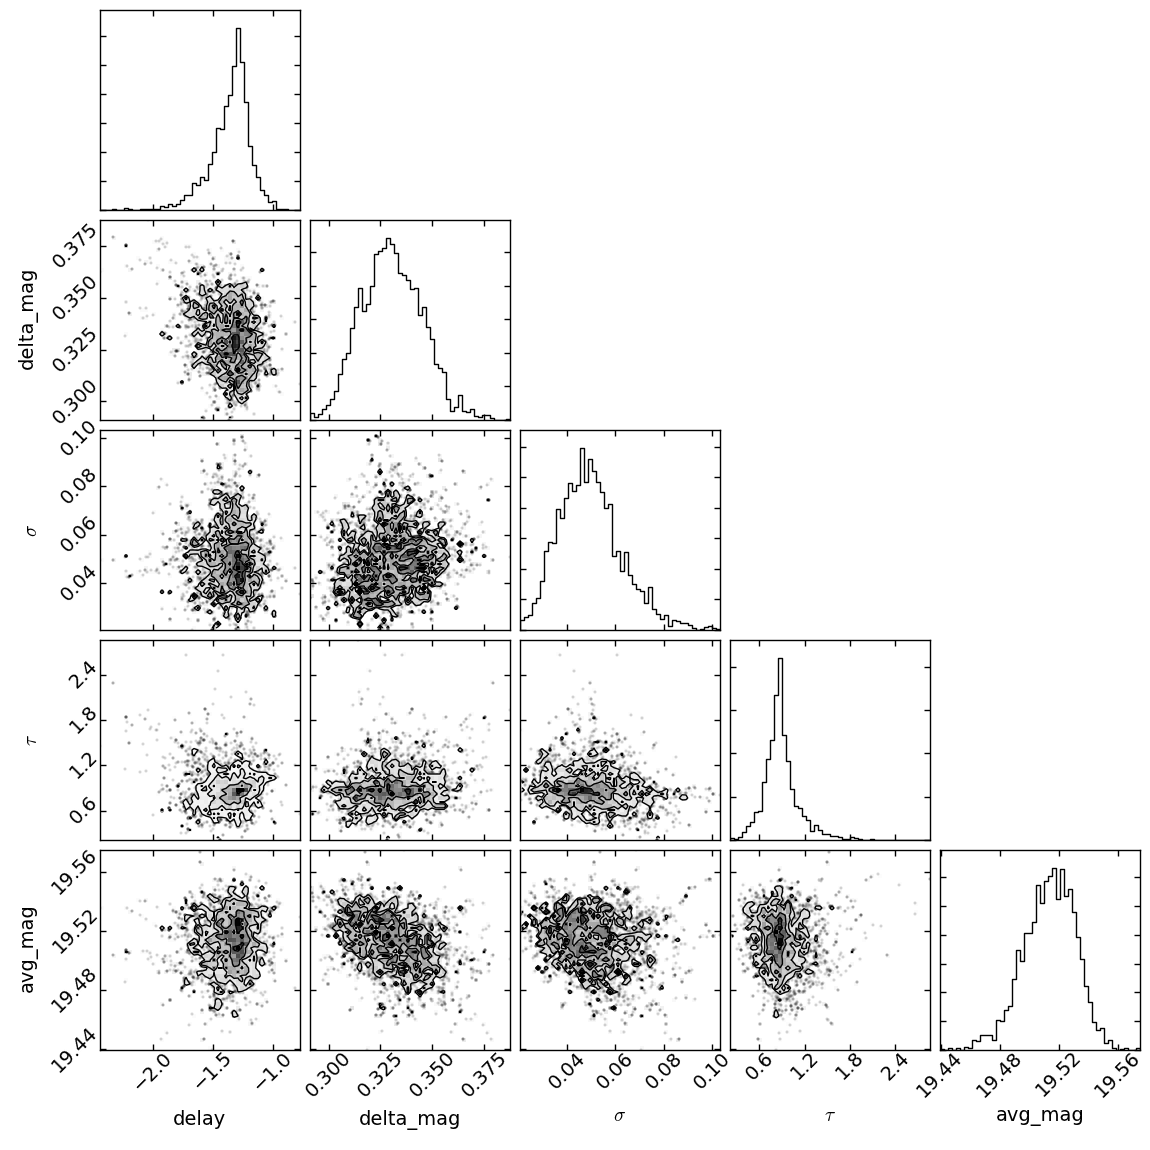 delta_mag
0.375
0.350
0.325
0.300
σ
0.10
0.08
0.06
0.04
τ
2.4
1.8
1.2
0.6
avg_mag
19.56
19.52
19.48
19.44
−2.0 −1.5 −1.0
0.300 0.325 0.350 0.375
0.04 0.06 0.08 0.10
0.6 1.2 1.8 2.4
19.44 19.48 19.52 19.56
delay delta_mag σ τ avg_mag